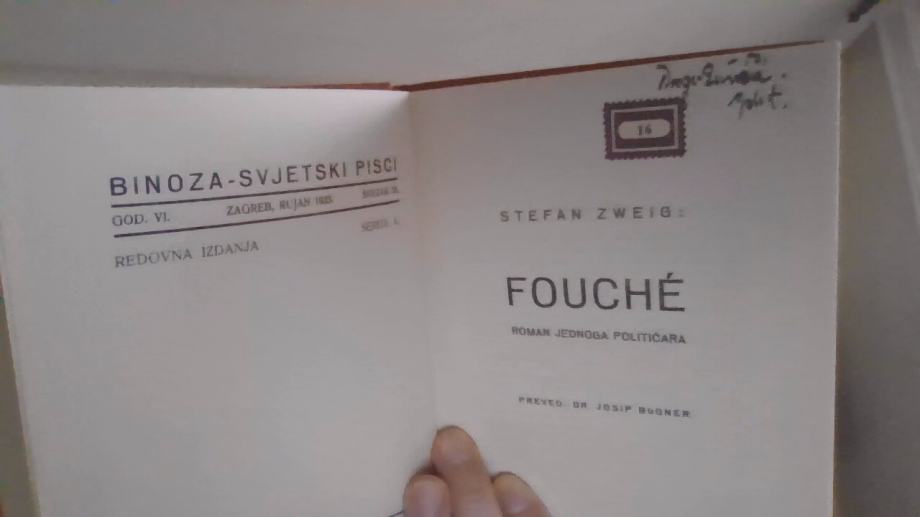 BINOZA-SVJETSKI PISCI
GOD. VI.
ZAGREB, RUJAN
REDOVNA IZDANJA
16
STEFAN ZWEIG:
FOUCHÉ
ROMAN JEDNOGA POLITIČARA
PREVEO: DR. JOSIP BOGNER